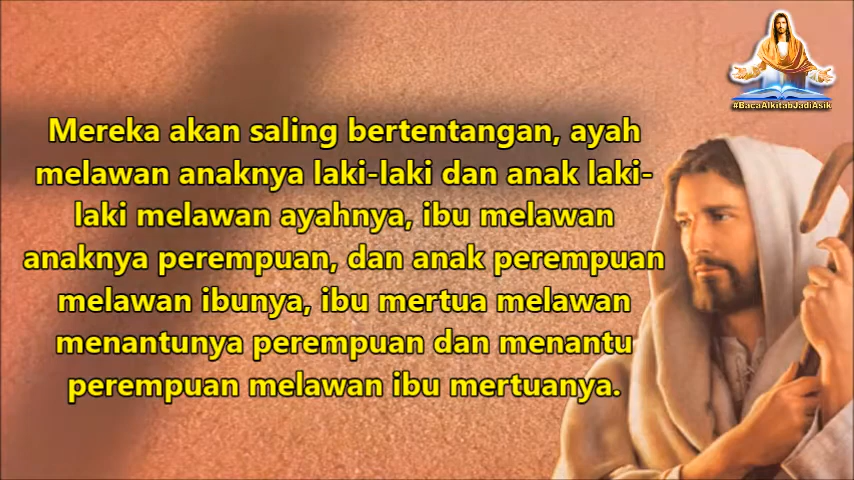 #BacaAlkitabJadiAsik
Mereka akan saling bertentangan, ayah
melawan anaknya laki-laki dan anak laki-
laki melawan ayahnya, ibu melawan
anaknya perempuan, dan anak perempuan
melawan ibunya, ibu mertua melawan
menantunya perempuan dan menantu
perempuan melawan ibu mertuanya.